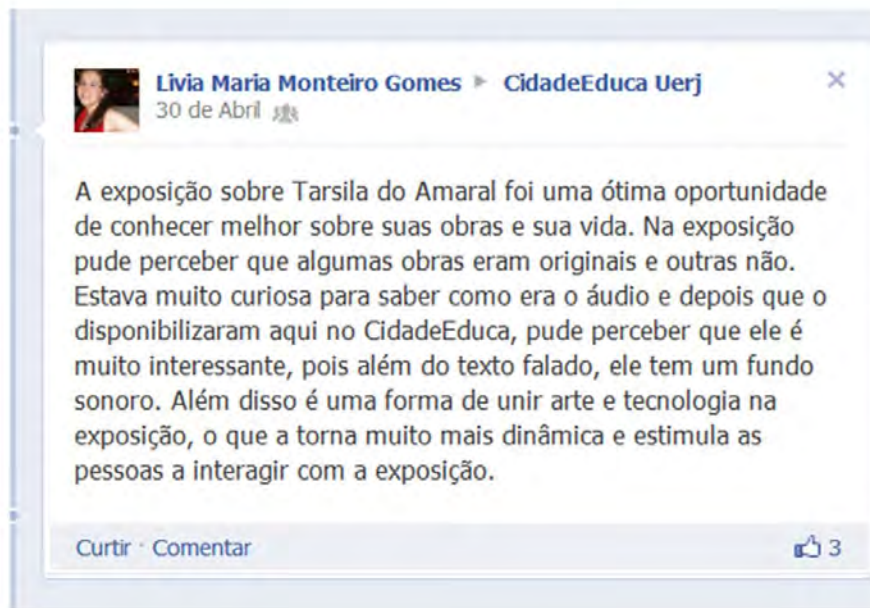 Livia Maria Monteiro Gomes ▶ CidadeEduca Uerj
30 de Abril
A exposição sobre Tarsila do Amaral foi uma ótima oportunidade
de conhecer melhor sobre suas obras e sua vida. Na exposição
pude perceber que algumas obras eram originais e outras não.
Estava muito curiosa para saber como era o áudio e depois que o
disponibilizaram aqui no CidadeEduca, pude perceber que ele é
muito interessante, pois além do texto falado, ele tem um fundo
sonoro. Além disso é uma forma de unir arte e tecnologia na
exposição, o que a torna muito mais dinâmica e estimula as
pessoas a interagir com a exposição.
Curtir · Comentar 3